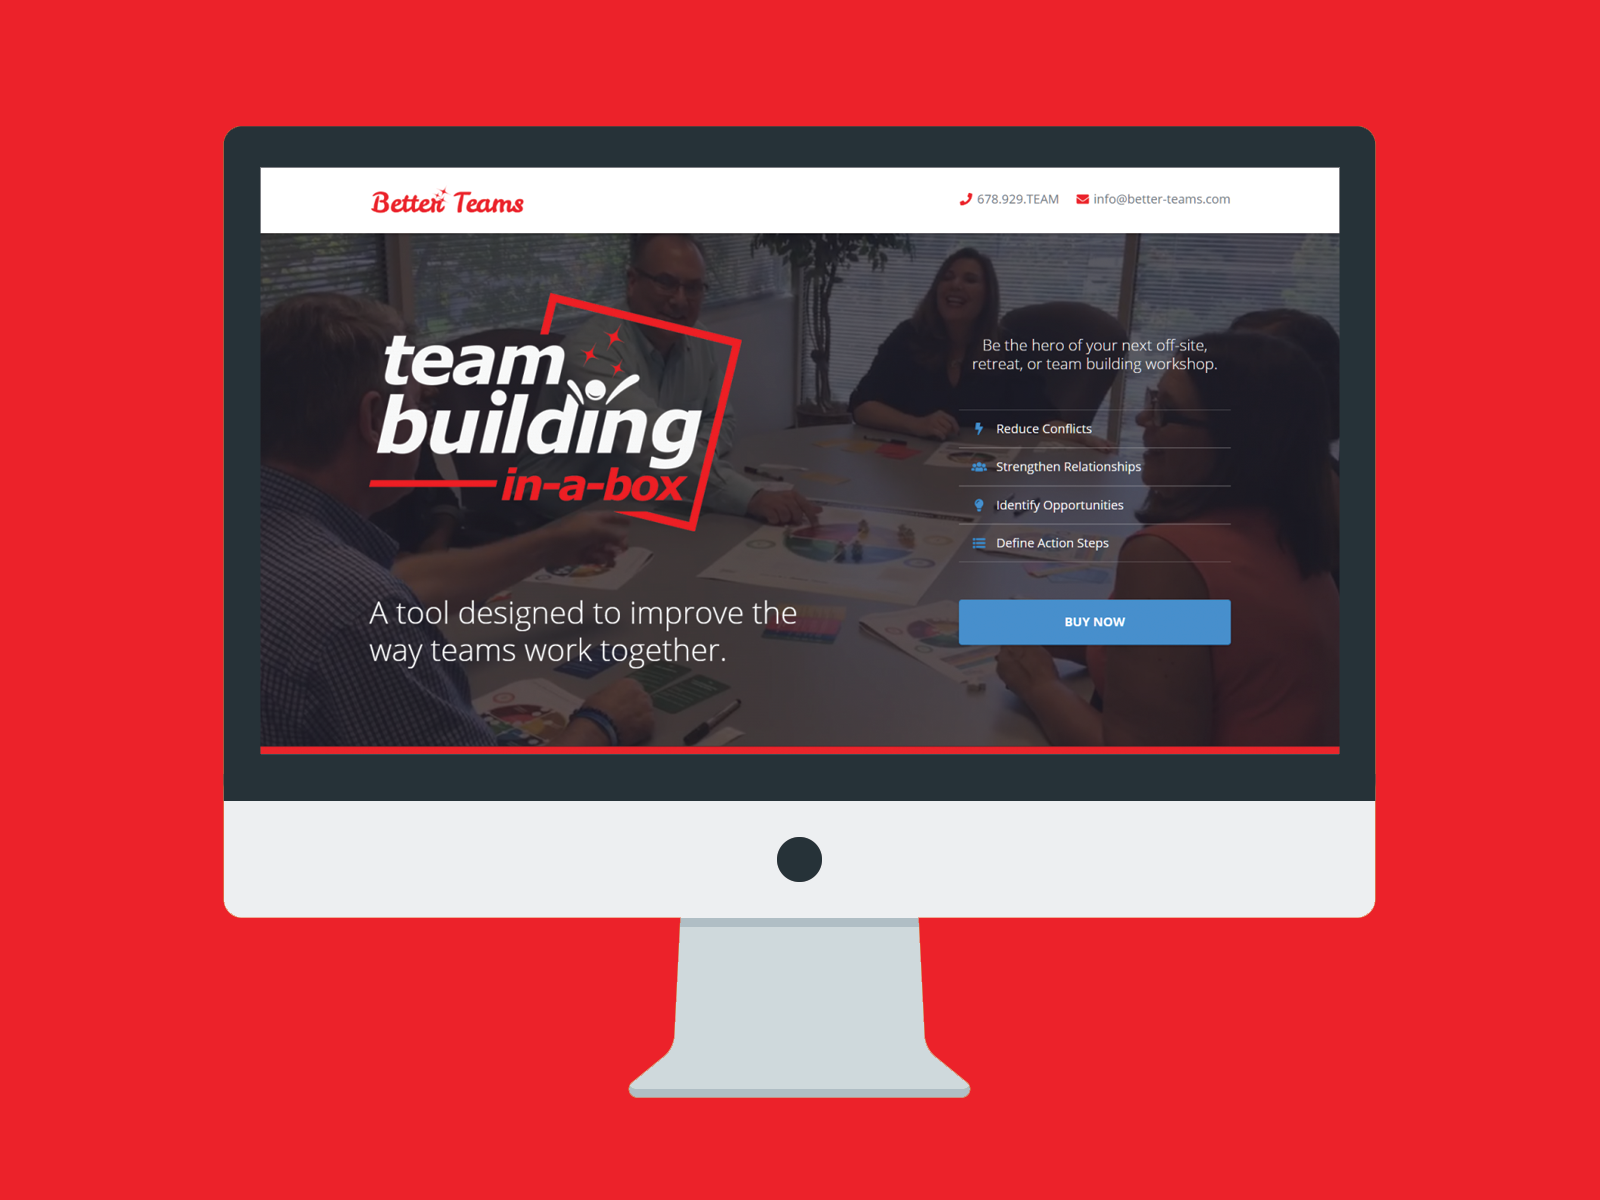 Better Teams
678.929.TEAM
info@better-teams.com
team
building
in-a-box
A tool designed to improve the
way teams work together.
Be the hero of your next off-site,
retreat, or team building workshop.
Reduce Conflicts
Strengthen Relationships
Identify Opportunities
Define Action Steps
BUY NOW